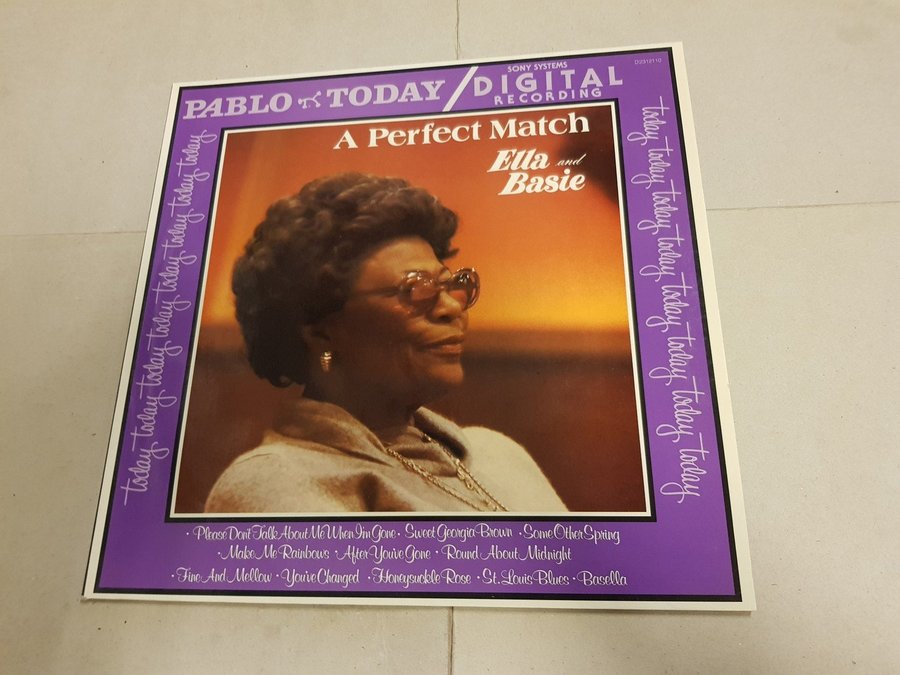 PABLO TODAY / SONY SYSTEMS
DIGITAL
RECORDING
D2312110
A Perfect Match
Ella and
Basie
today today today today today today today
today today today today today today today
• Please Don't Talk About Me When I'm Gone • Sweet Georgia Brown • Some Other Spring
• Make Me Rainbows • After You've Gone • Round About Midnight
• Fine And Mellow • You've Changed • Honeysuckle Rose • St. Louis Blues • Basella